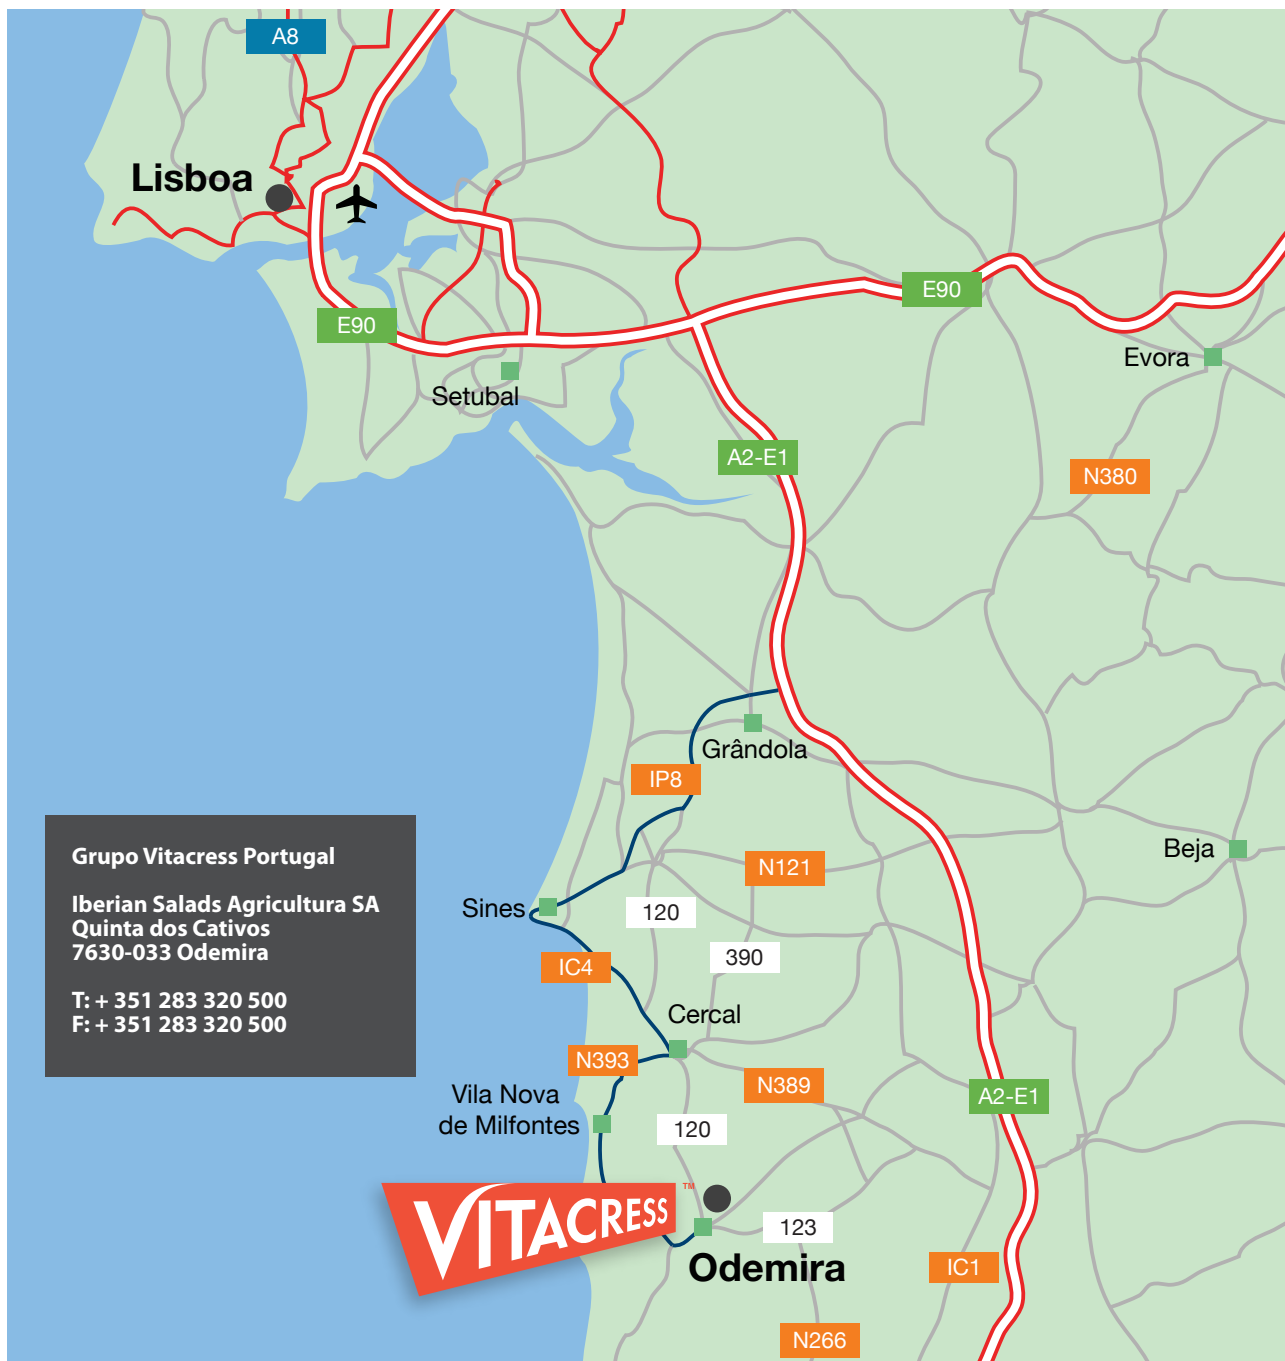 A8
Lisboa
E90
E90
Evora
Setubal
A2-E1
N380
Grândola
IP8
Grupo Vitacress Portugal
Iberian Salads Agricultura SA
Quinta dos Cativos
7630-033 Odemira
T: + 351 283 320 500
F: + 351 283 320 500
Beja
N121
Sines
120
390
IC4
Cercal
N393
N389
A2-E1
Vila Nova
de Milfontes
120
VITACRESS™
123
Odemira
IC1
N266